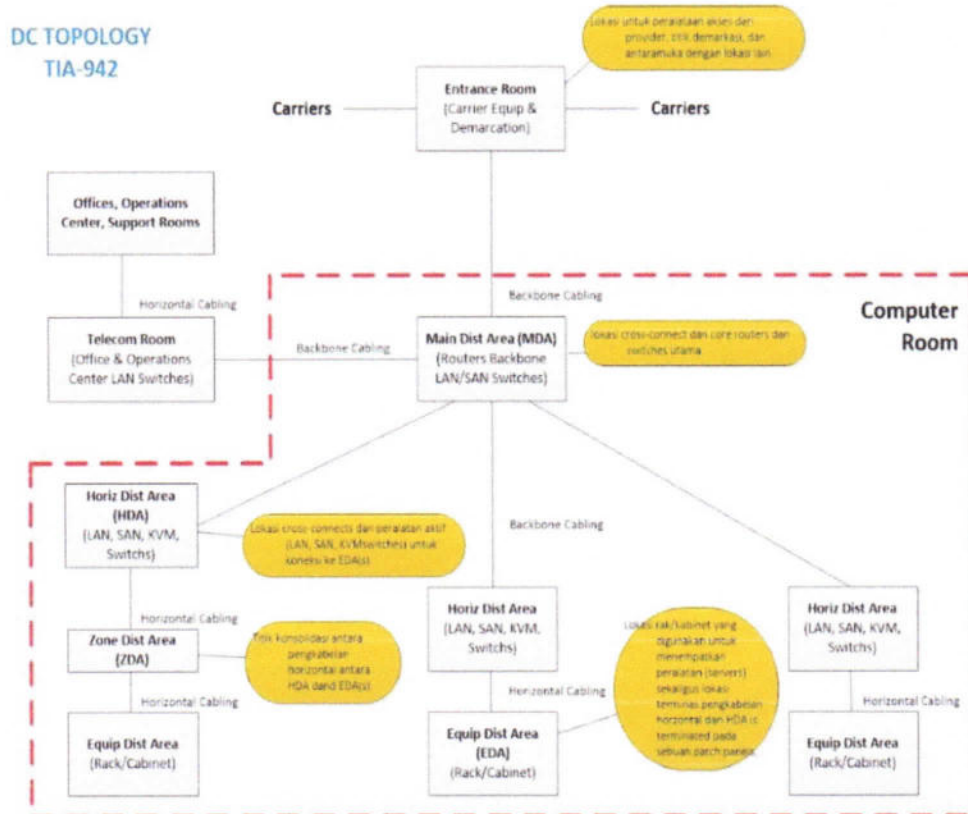 DC TOPOLOGY
TIA-942
Lokasi untuk peralataan akses dari
provider, titik demarkasi, dan
antaramuka dengan lokasi lain.
Entrance Room
(Carrier Equip &
Demarcation)
Carriers
Carriers
Offices, Operations
Center, Support Rooms
Horizontal Cabling
Backbone Cabling
Computer
Room
Telecom Room
(Office & Operations
Center LAN Switches)
Backbone Cabling
Main Dist Area (MDA)
(Routers Backbone
LAN/SAN Switches)
lokasi cross-connect dan core routers dan
switches utama
Horiz Dist Area
(HDA)
(LAN, SAN, KVM,
Switchs)
Lokasi cross-connects dan peralatan aktif
(LAN, SAN, KVMswitches) untuk
koneksi ke EDA(s)
Backbone Cabling
Horizontal Cabling
Zone Dist Area
(ZDA)
Titik konsolidasi antara
pengkabelan
horizontal antara
HDA dand EDA(s)
Horizontal Cabling
Equip Dist Area
(Rack/Cabinet)
Horiz Dist Area
(LAN, SAN, KVM,
Switchs)
Horizontal Cabling
Equip Dist Area
(EDA)
(Rack/Cabinet)
Lokasi rak/kabinet yang
digunakan untuk
menempatkan
peralatan (servers)
sekaligus lokasi
terminas pengkabelan
horzontal dari HDA is
terminated pada
sebuah patch panels
Horiz Dist Area
(LAN, SAN, KVM,
Switchs)
Horizontal Cabling
Equip Dist Area
(Rack/Cabinet)